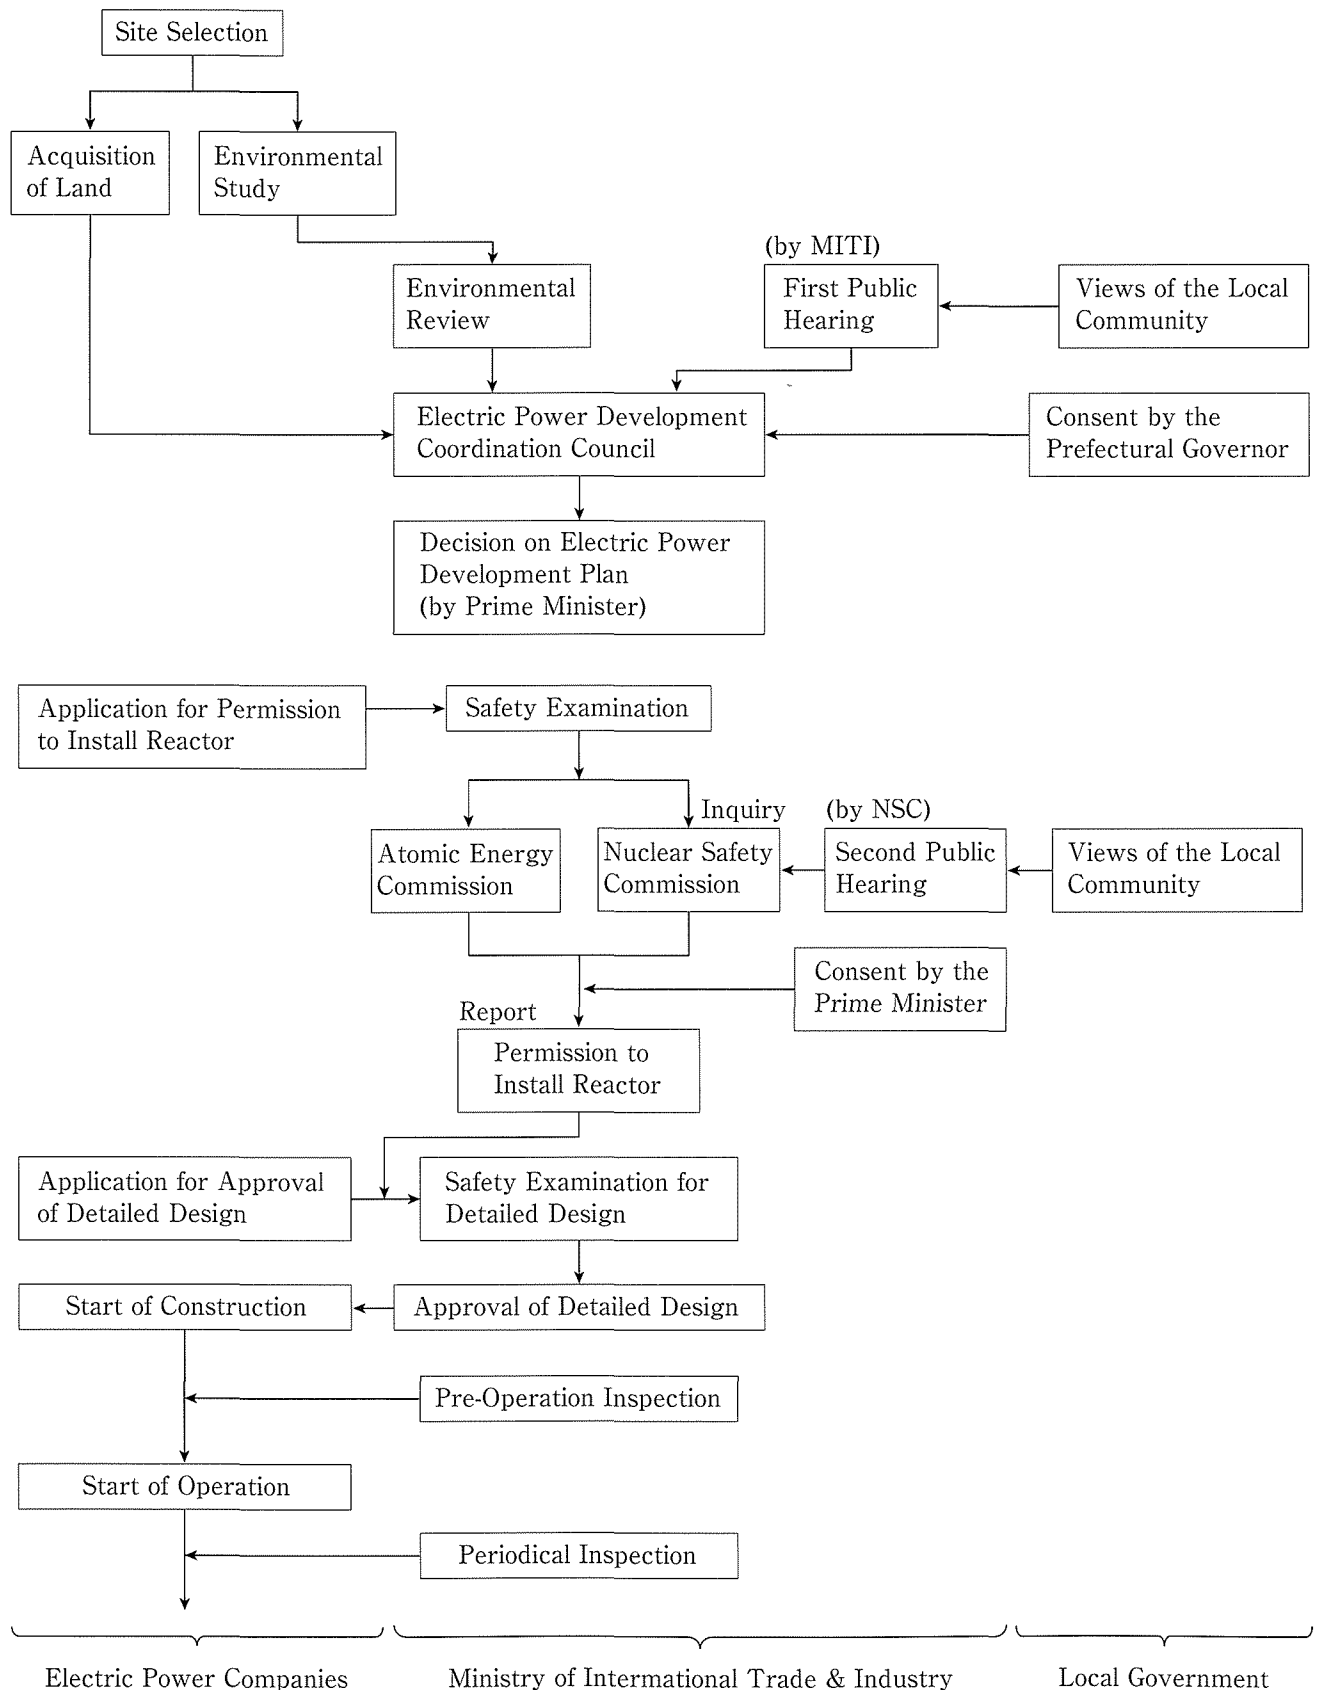 Site Selection
Acquisition
of Land
Environmental
Study
(by MITI)
Environmental
Review
First Public
Hearing
Views of the Local
Community
Electric Power Development
Coordination Council
Consent by the
Prefectural Governor
Decision on Electric Power
Development Plan
(by Prime Minister)
Application for Permission
to Install Reactor
Safety Examination
Inquiry
(by NSC)
Atomic Energy
Commission
Nuclear Safety
Commission
Second Public
Hearing
Views of the Local
Community
Consent by the
Prime Minister
Report
Permission to
Install Reactor
Application for Approval
of Detailed Design
Safety Examination for
Detailed Design
Start of Construction
Approval of Detailed Design
Pre-Operation Inspection
Start of Operation
Periodical Inspection
Electric Power Companies
Ministry of International Trade & Industry
Local Government